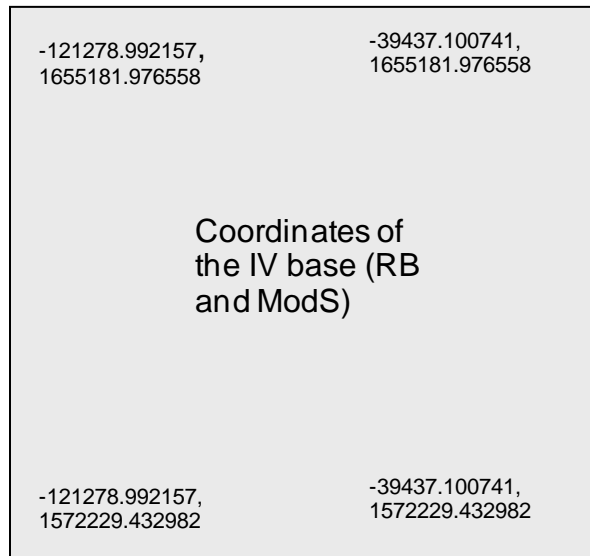 -121278.992157,
1655181.976558
-39437.100741,
1655181.976558
Coordinates of
the IV base (RB
and ModS)
-121278.992157,
1572229.432982
-39437.100741,
1572229.432982